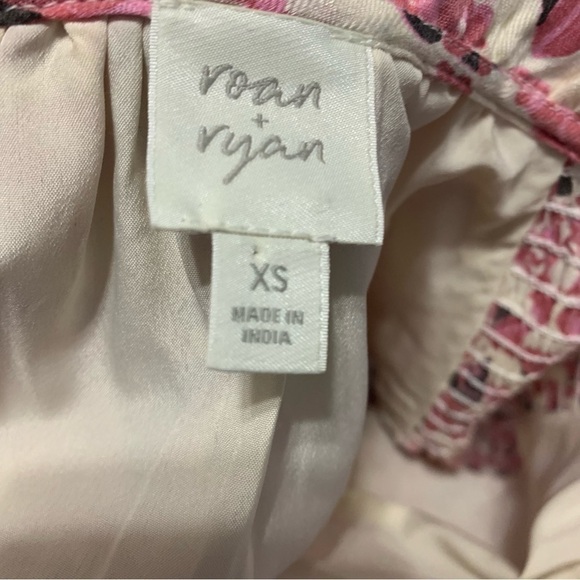 roan
+
ryan
XS
MADE IN
INDIA